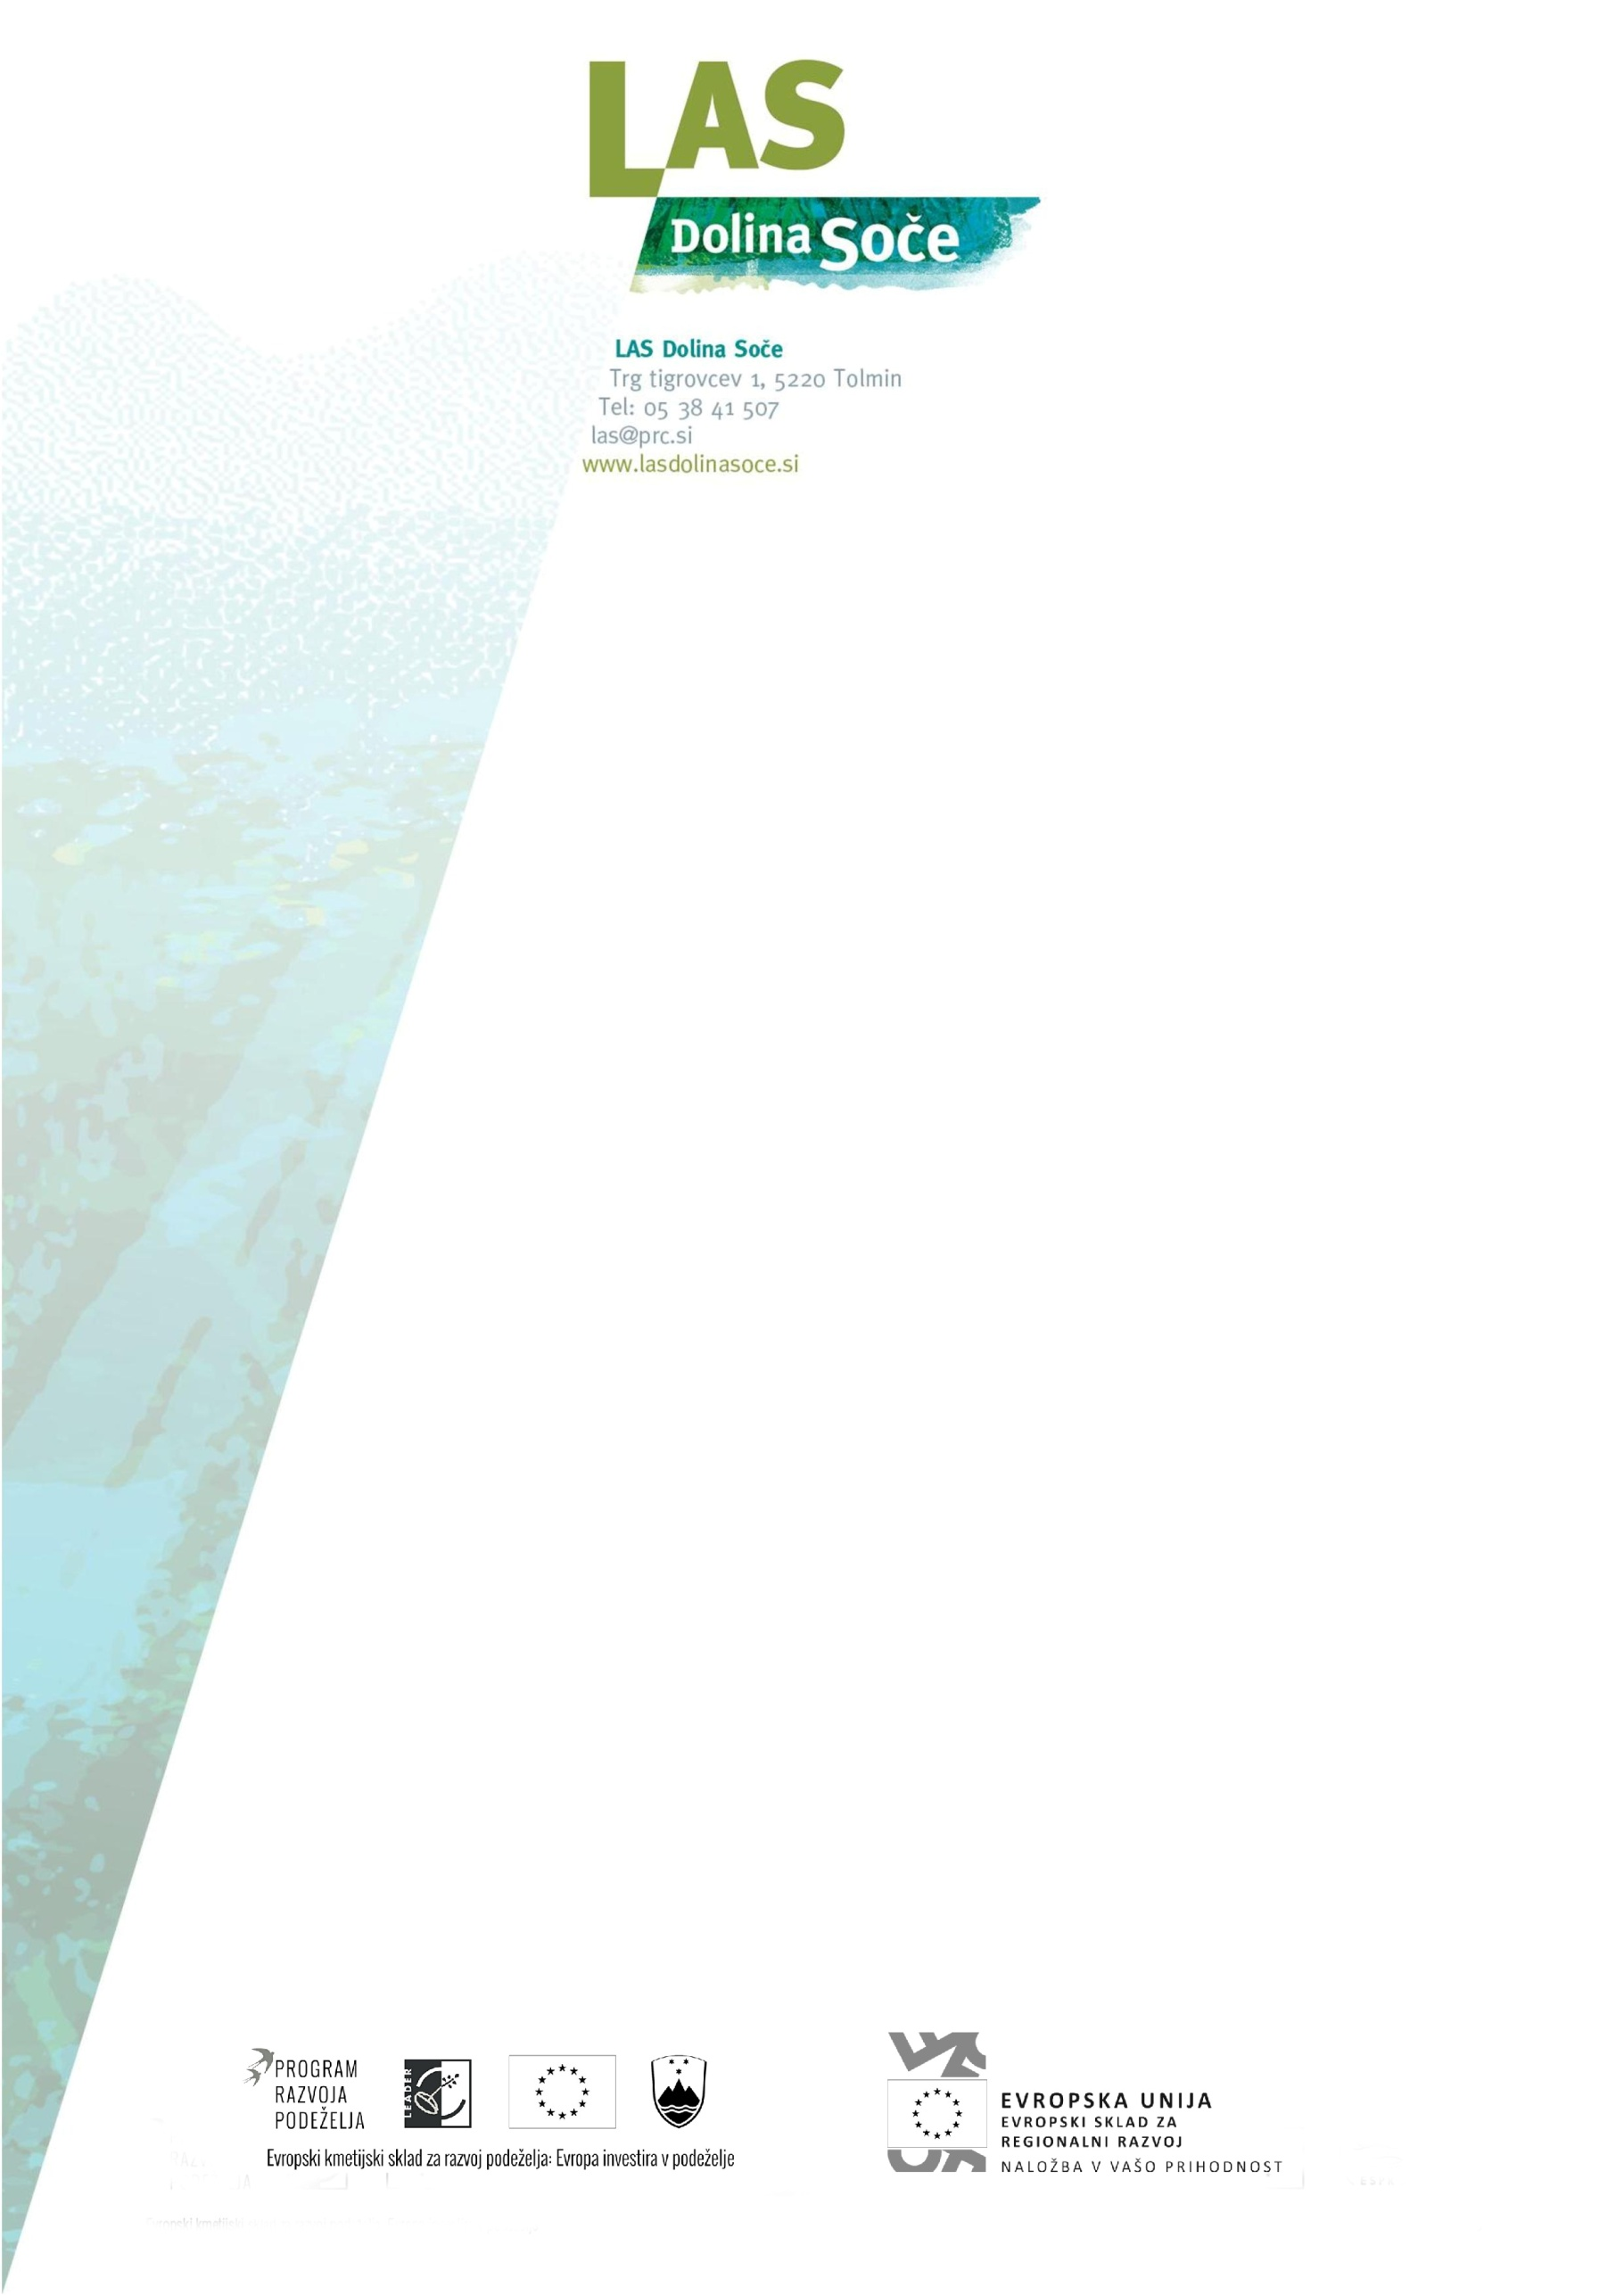 LAS
Dolina Soče
LAS Dolina Soče
Trg tigrovcev 1, 5220 Tolmin
Tel: 05 38 41 507
las@prc.si
www.lasdolinasoce.si
PROGRAM
RAZVOJA
PODEŽELJA
LEADER
Evropski kmetijski sklad za razvoj podeželja: Evropa investira v podeželje
EVROPSKA UNIJA
EVROPSKI SKLAD ZA
REGIONALNI RAZVOJ
NALOŽBA V VAŠO PRIHODNOST